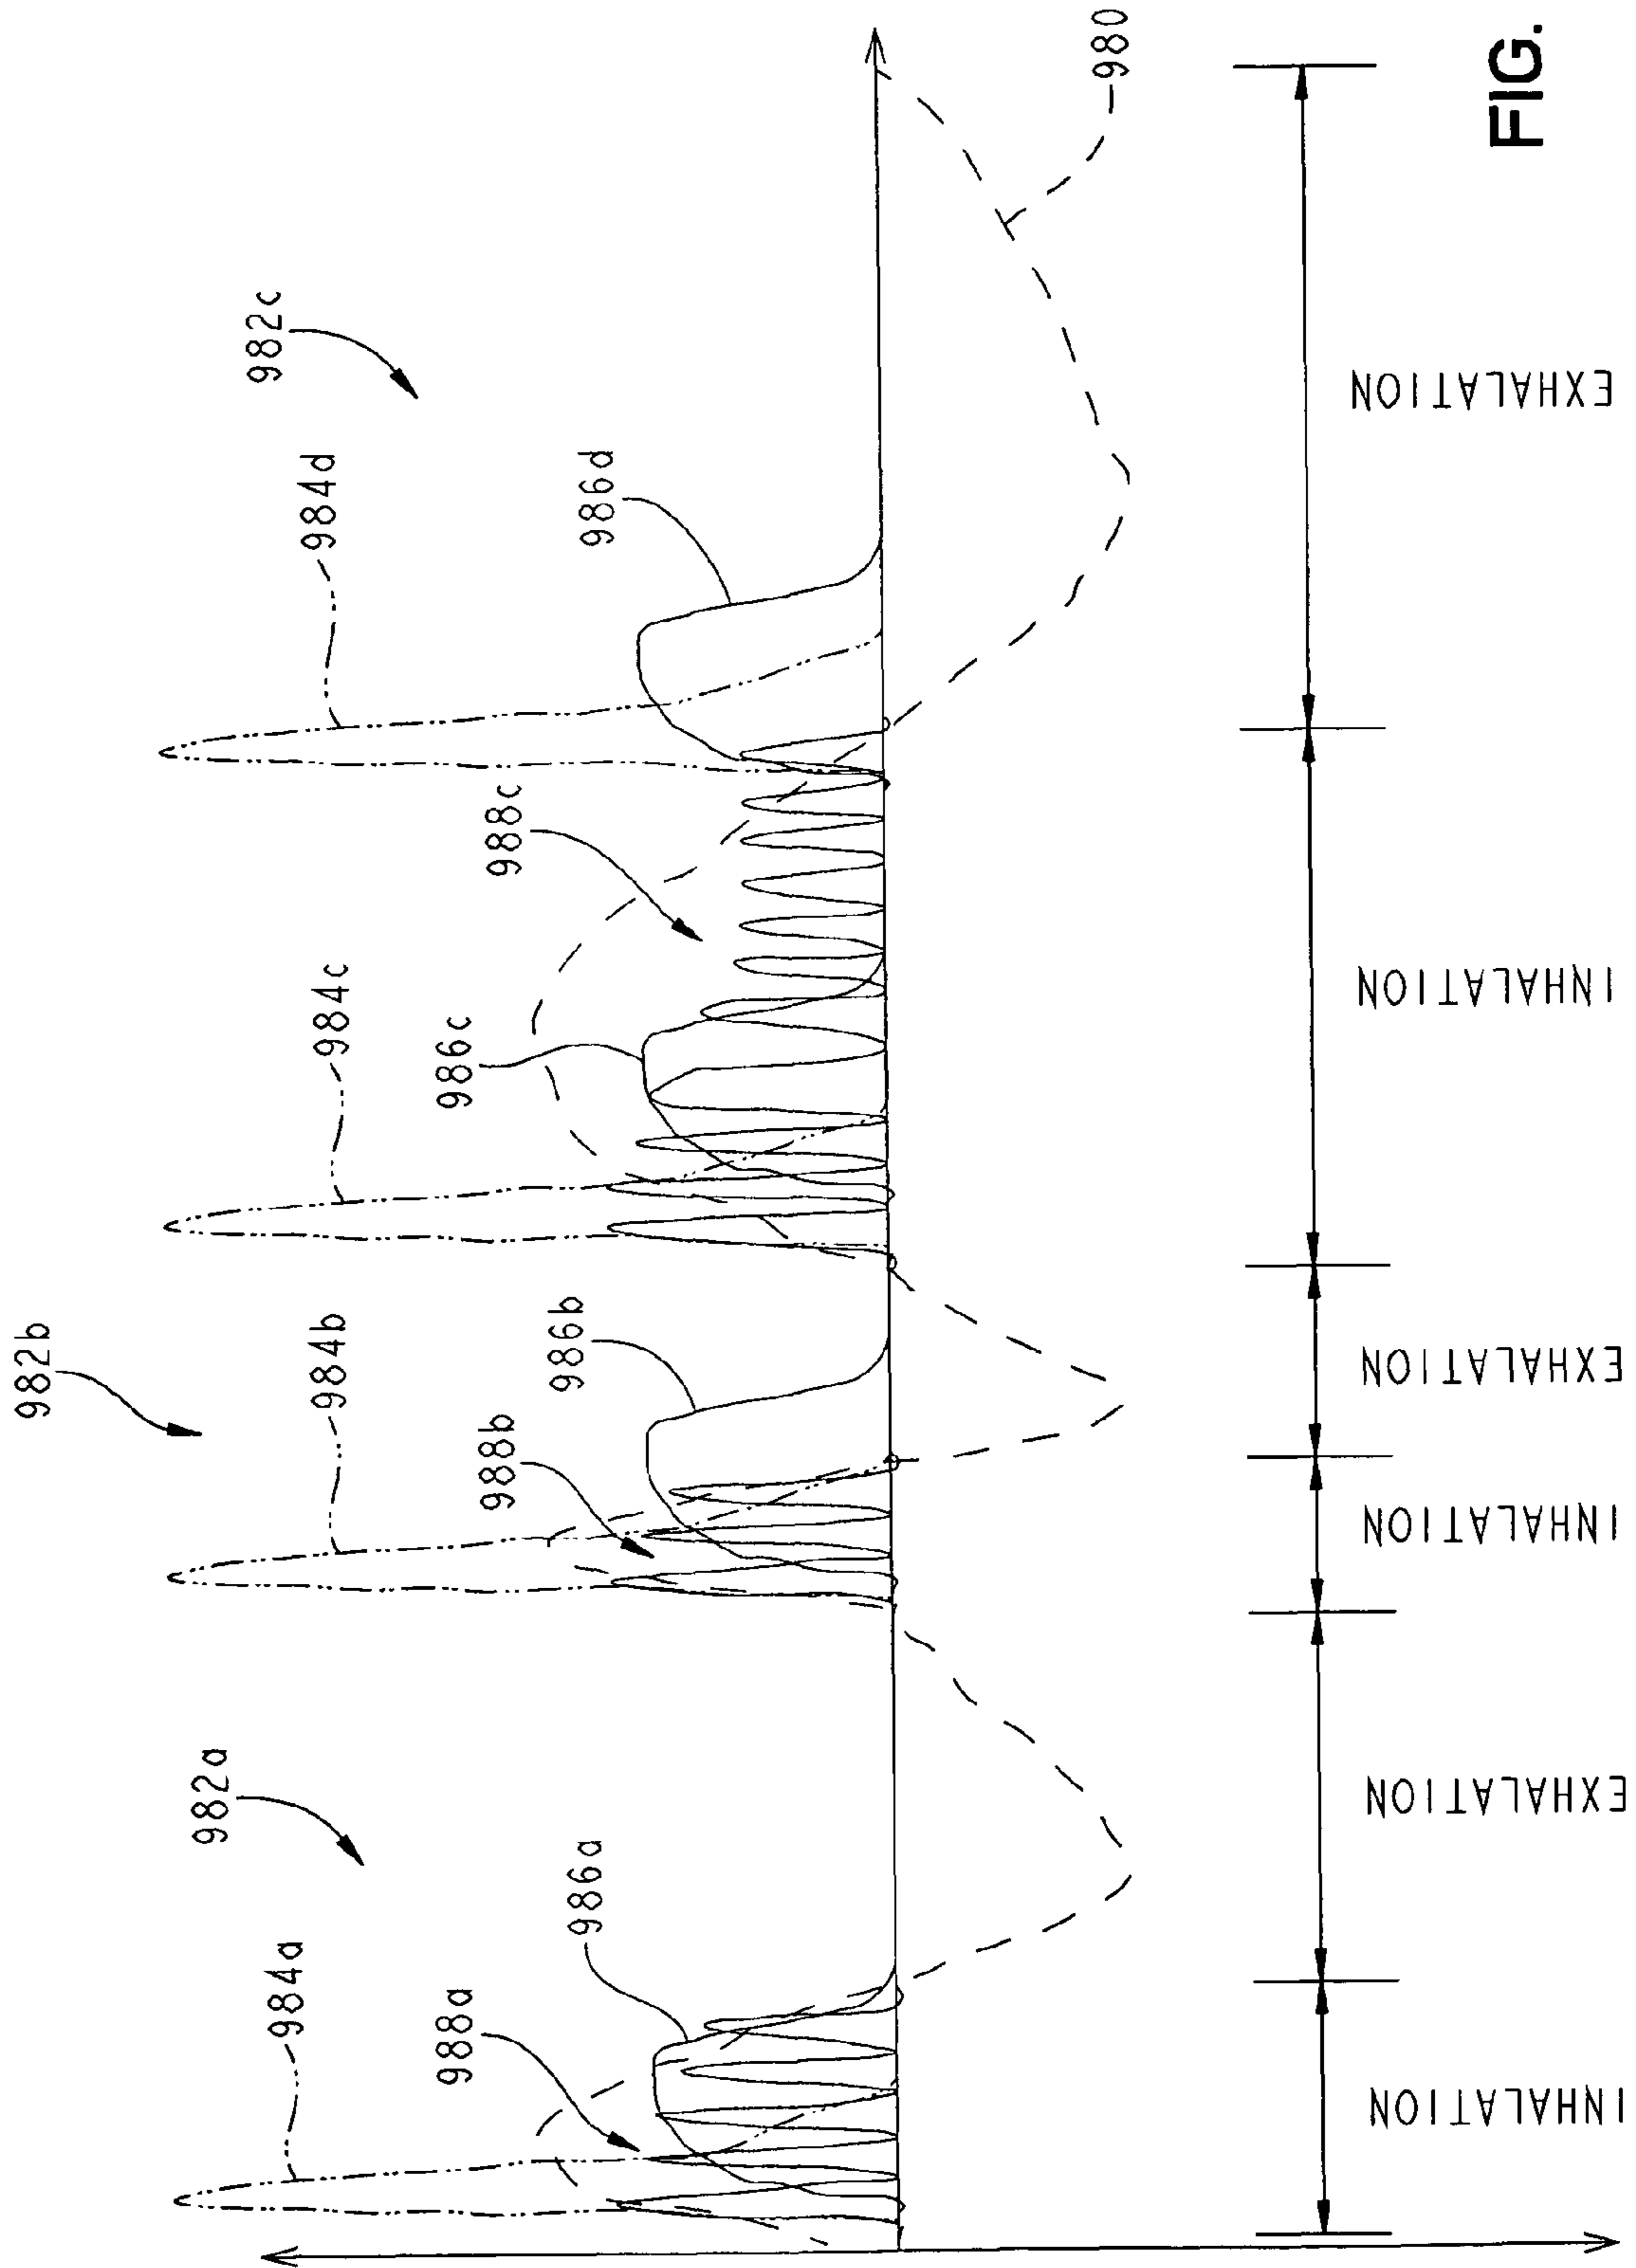 982a
982b
982c
984a
984b
984c
984d
988a
986a
988b
986b
986c
988c
986d
980
INHALATION
EXHALATION
INHALATION
EXHALATION
INHALATION
EXHALATION
FIG.